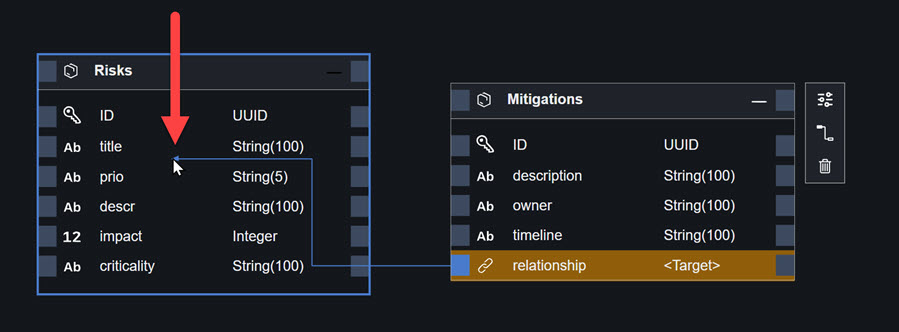 Risks
ID UUID
Ab title String(100)
Ab prio String(5)
Ab descr String(100)
12 impact Integer
Ab criticality String(100)
Mitigations
ID UUID
Ab description String(100)
Ab owner String(100)
Ab timeline String(100)
relationship <Target>